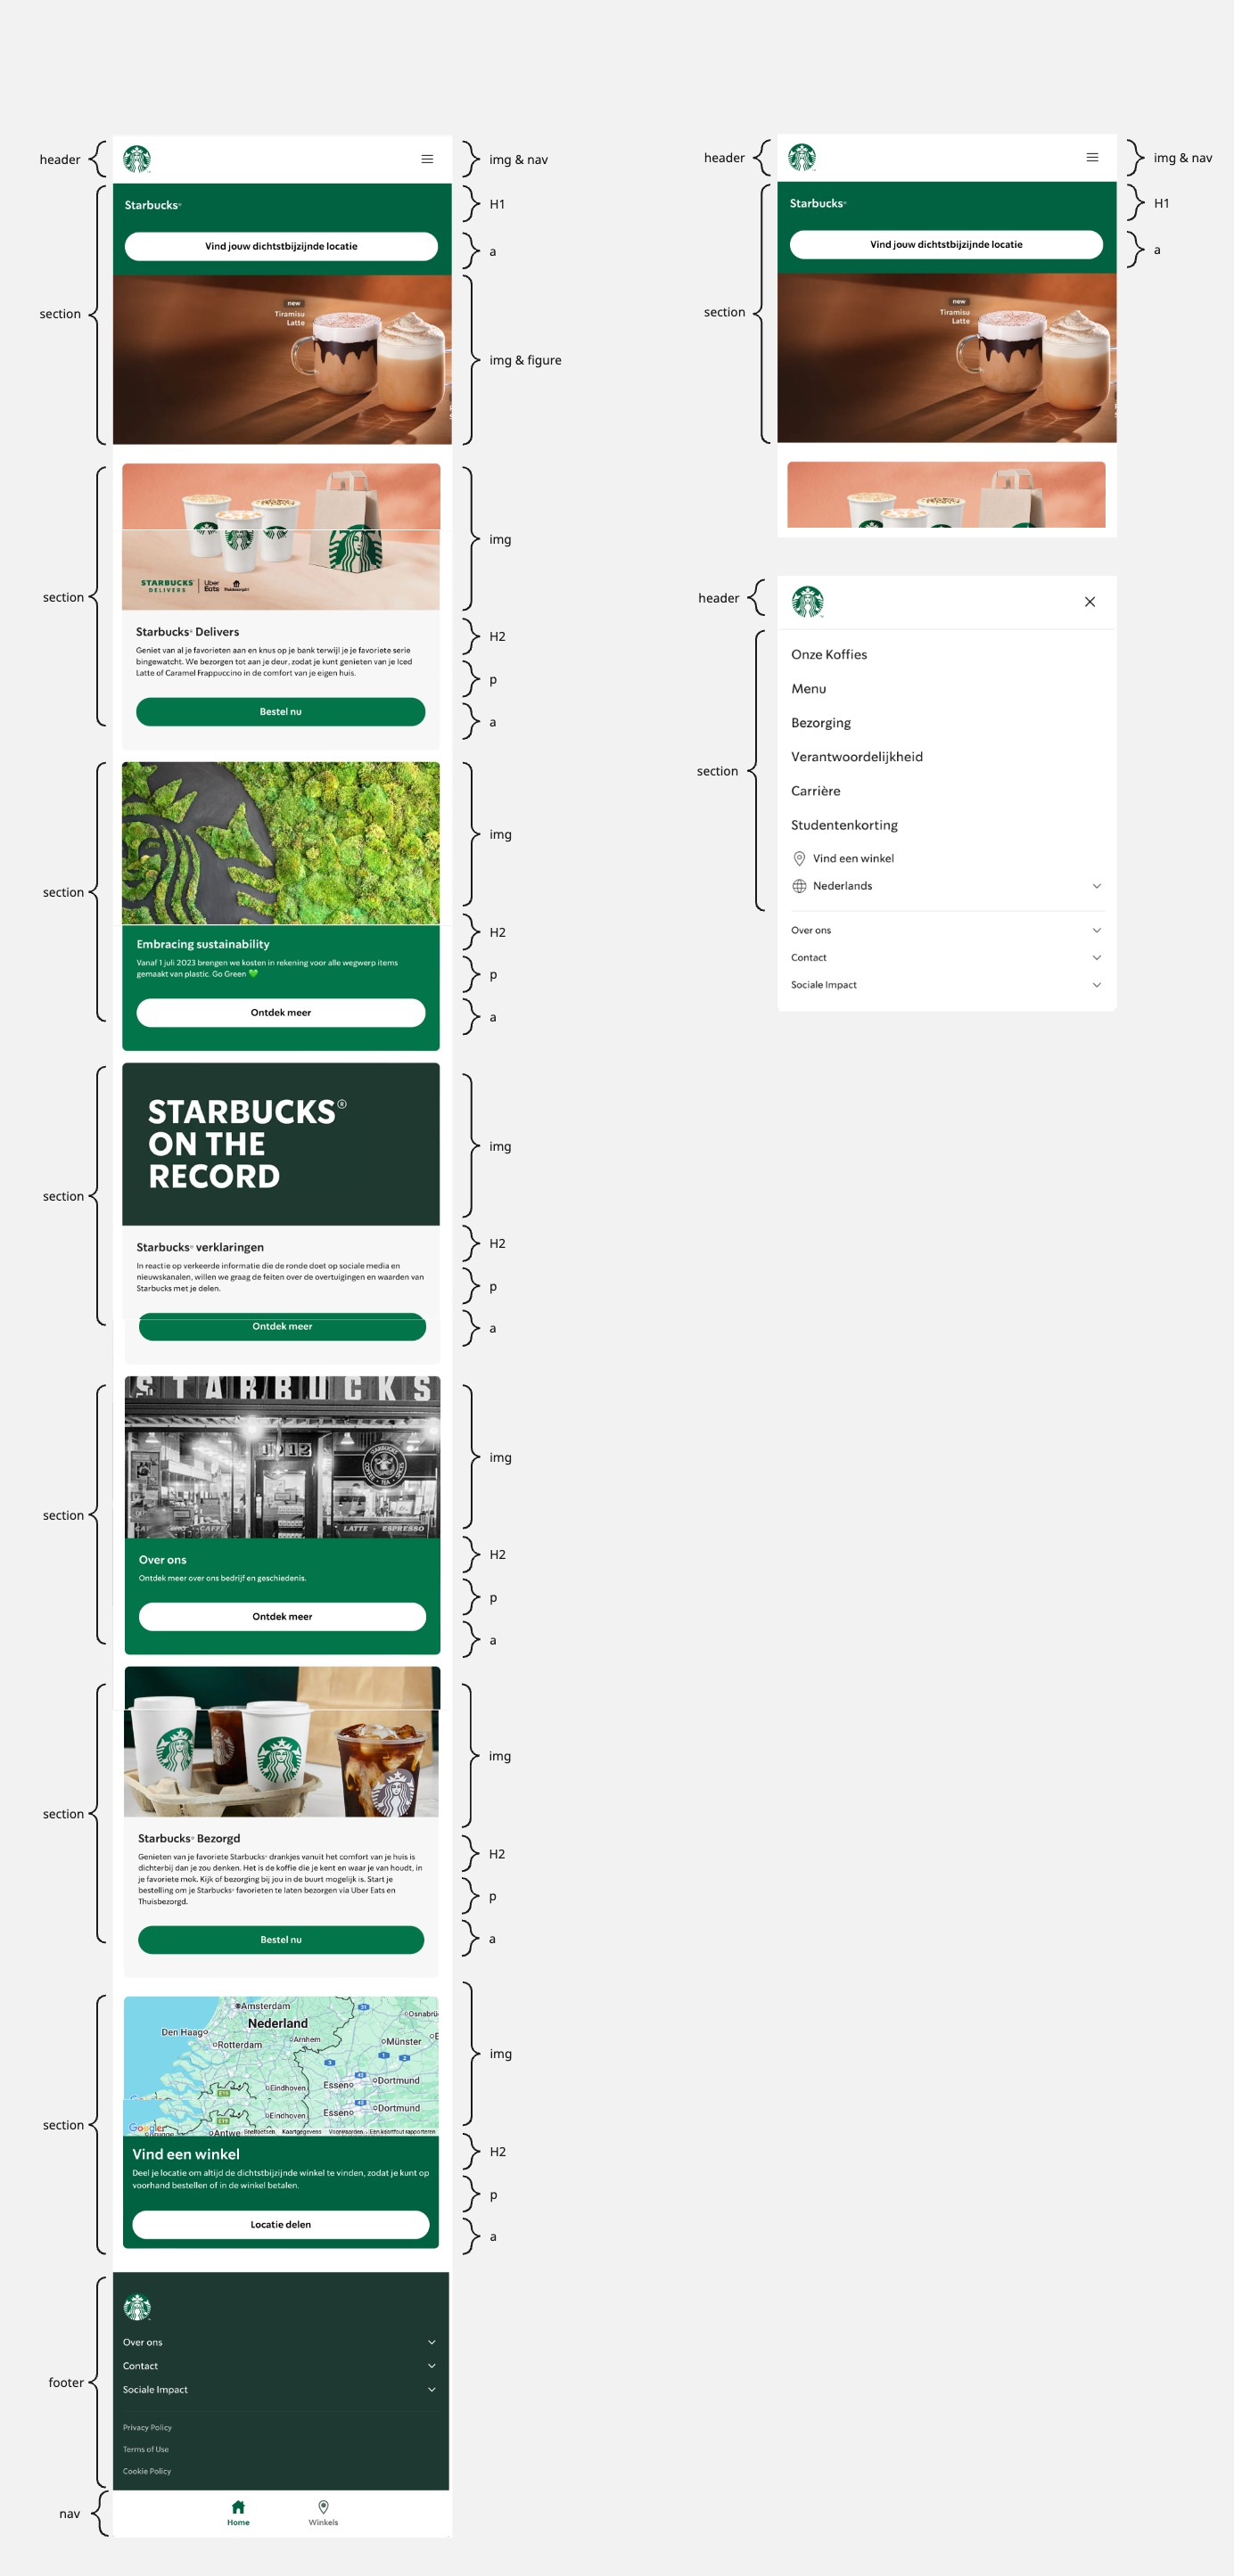 header
img & nav
Starbucks®
H1
Vind jouw dichtstbijzijnde locatie
a
section
new
Tiramisu
Latte
img & figure
img
STARBUCKS
DELIVERS
Uber
Eats
Thuisbezorgd
section
Starbucks® Delivers
H2
Geniet van al je favorieten aan en knus op je bank terwijl je je favoriete serie
bingewatcht. We bezorgen tot aan je deur, zodat je kunt genieten van je Iced
Latte of Caramel Frappuccino in de comfort van je eigen huis.
p
Bestel nu
a
img
section
Embracing sustainability
H2
Vanaf 1 juli 2023 brengen we kosten in rekening voor alle wegwerp items
gemaakt van plastic. Go Green 💚
p
Ontdek meer
a
STARBUCKS®
ON THE
RECORD
img
section
Starbucks® verklaringen
H2
In reactie op verkeerde informatie die de ronde doet op sociale media en
nieuwskanalen, willen we graag de feiten over de overtuigingen en waarden van
Starbucks met je delen.
p
Ontdek meer
a
STARBUCKS
1912
LATTE - ESPRESSO
img
section
Over ons
H2
Ontdek meer over ons bedrijf en geschiedenis.
p
Ontdek meer
a
img
section
Starbucks® Bezorgd
H2
Genieten van je favoriete Starbucks® drankjes vanuit het comfort van je huis is
dichterbij dan je zou denken. Het is de koffie die je kent en waar je van houdt, in
je favoriete mok. Kijk of bezorging bij jou in de buurt mogelijk is. Start je
bestelling om je Starbucks® favorieten te laten bezorgen via Uber Eats en
Thuisbezorgd.
p
Bestel nu
a
Amsterdam
Osnabrü
Nederland
Den Haag
Arnhem
Münster
Rotterdam
img
Essen
Dortmund
Eindhoven
Essen
Dortmund
Eindhoven
Google
Antwe
Sneltoetsen
Kaartgegevens
Voorwaarden
Een kaartfout rapporteren
section
Vind een winkel
H2
Deel je locatie om altijd de dichtstbijzijnde winkel te vinden, zodat je kunt op
voorhand bestellen of in de winkel betalen.
p
Locatie delen
a
footer
Over ons
Contact
Sociale Impact
Privacy Policy
Terms of Use
Cookie Policy
nav
Home
Winkels
header
img & nav
Starbucks®
H1
Vind jouw dichtstbijzijnde locatie
a
section
new
Tiramisu
Latte
header
section
Onze Koffies
Menu
Bezorging
Verantwoordelijkheid
Carrière
Studentenkorting
Vind een winkel
Nederlands
Over ons
Contact
Sociale Impact